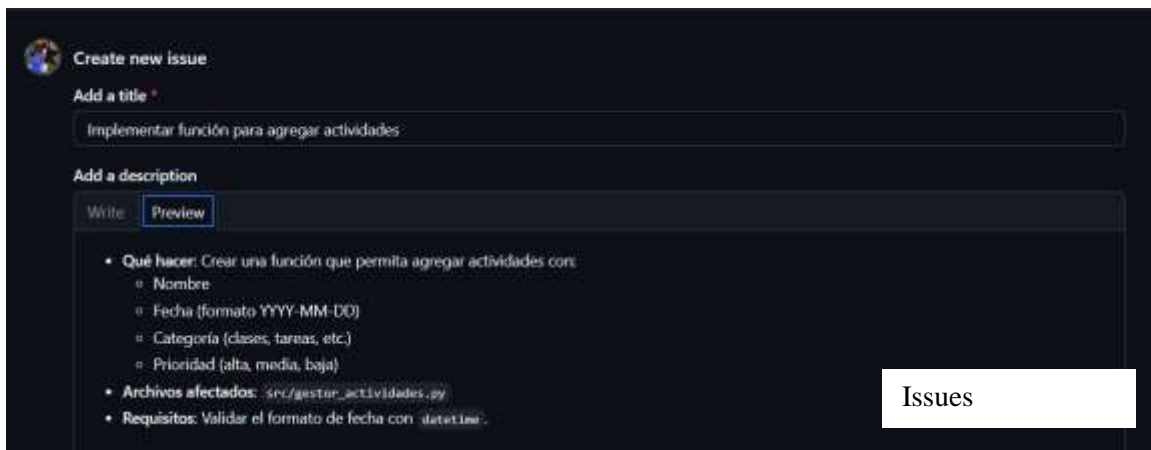 Create new issue
Add a title *
Implementar función para agregar actividades
Add a description
Write Preview
• Qué hacer: Crear una función que permita agregar actividades con:
◦ Nombre
◦ Fecha (formato YYYY-MM-DD)
◦ Categoría (clases, tareas, etc.)
◦ Prioridad (alta, media, baja)
• Archivos afectados: src/gestor_actividades.py
• Requisitos: Validar el formato de fecha con datetime.
Issues